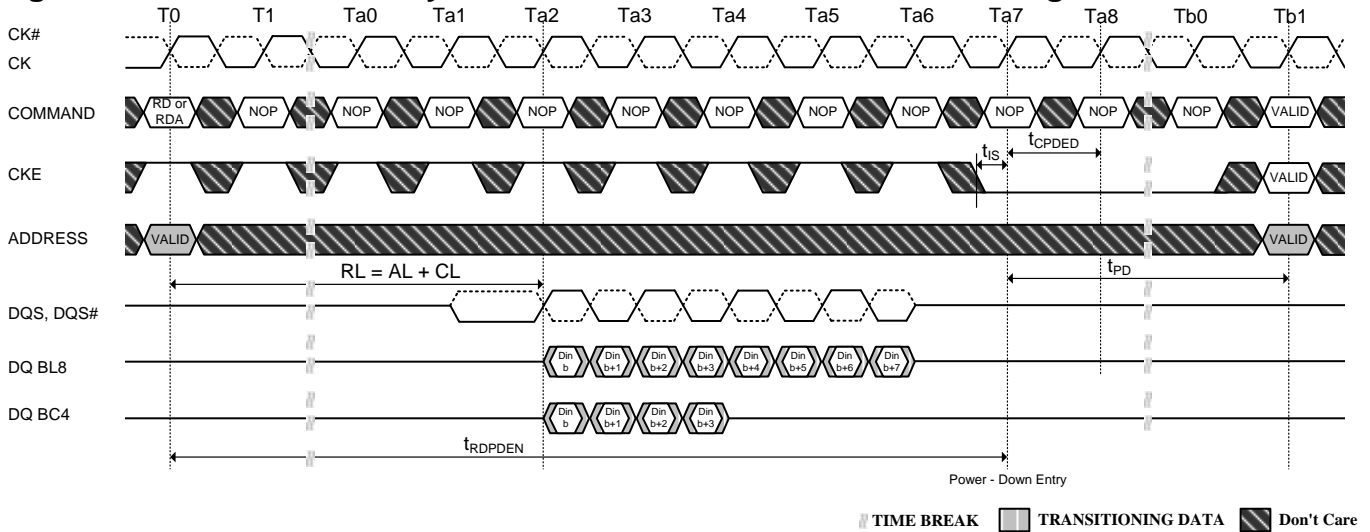 T0 T1 Ta0 Ta1 Ta2 Ta3 Ta4 Ta5 Ta6 Ta7 Ta8 Tb0 Tb1
CK#
CK
COMMAND RD or RDA NOP NOP NOP NOP NOP NOP NOP NOP NOP NOP NOP VALID
tIS tCPDED
CKE VALID
ADDRESS VALID VALID
RL = AL + CL tPD
DQS, DQS#
DQ BL8 Din b Din b+1 Din b+2 Din b+3 Din b+4 Din b+5 Din b+6 Din b+7
DQ BC4 Din b Din b+1 Din b+2 Din b+3
tRDPDEN
Power - Down Entry
TIME BREAK TRANSITIONING DATA Don't Care